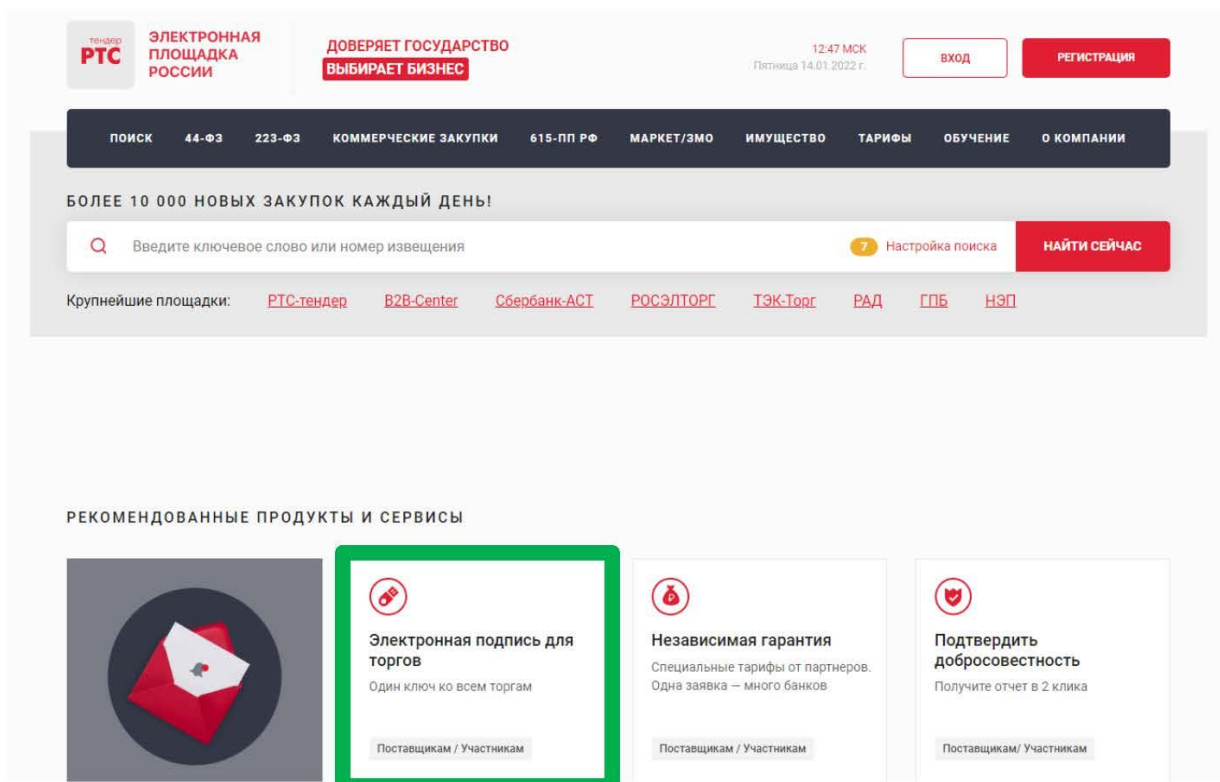 тендер
РТС
ЭЛЕКТРОННАЯ
ПЛОЩАДКА
РОССИИ
ДОВЕРЯЕТ ГОСУДАРСТВО
ВЫБИРАЕТ БИЗНЕС
12:47 МСК
Пятница 14.01.2022 г.
ВХОД
РЕГИСТРАЦИЯ
ПОИСК 44-ФЗ 223-ФЗ КОММЕРЧЕСКИЕ ЗАКУПКИ 615-ПП РФ МАРКЕТ/ЗМО ИМУЩЕСТВО ТАРИФЫ ОБУЧЕНИЕ О КОМПАНИИ
БОЛЕЕ 10 000 НОВЫХ ЗАКУПОК КАЖДЫЙ ДЕНЬ!
Введите ключевое слово или номер извещения 7 Настройка поиска НАЙТИ СЕЙЧАС
Крупнейшие площадки: РТС-тендер B2B-Center Сбербанк-АСТ РОСЭЛТОРГ ТЭК-Торг РАД ГПБ НЭП
РЕКОМЕНДОВАННЫЕ ПРОДУКТЫ И СЕРВИСЫ
Электронная подпись для
торгов
Один ключ ко всем торгам
Поставщикам / Участникам
Независимая гарантия
Специальные тарифы от партнеров.
Одна заявка — много банков
Поставщикам / Участникам
Подтвердить
добросовестность
Получите отчет в 2 клика
Поставщикам/ Участникам